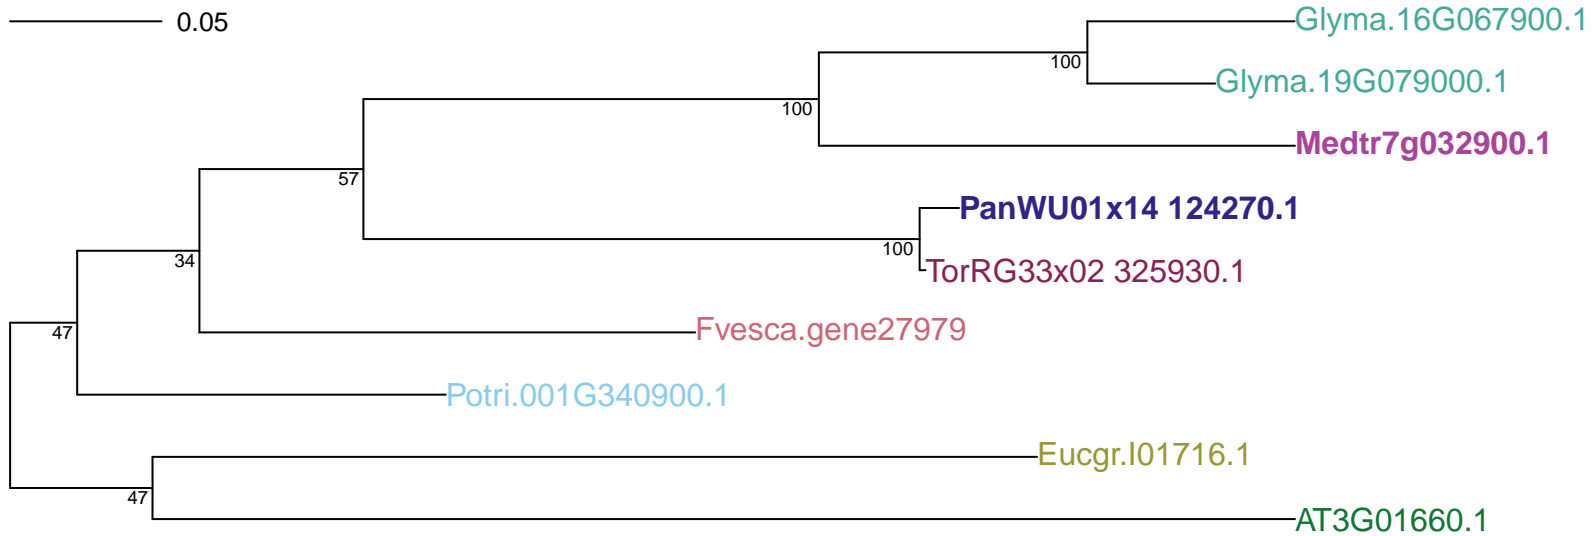 0.05
Glyma.16G067900.1
100
Glyma.19G079000.1
100
Medtr7g032900.1
57
PanWU01x14 124270.1
100
TorRG33x02 325930.1
34
Fvesca.gene27979
47
Potri.001G340900.1
Eucgr.I01716.1
47
AT3G01660.1